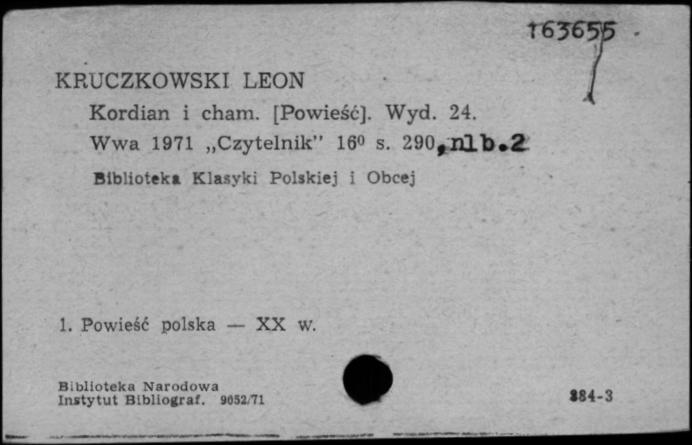 163655
KRUCZKOWSKI LEON
Kordian i cham. [Powieść]. Wyd. 24.
Wwa 1971 „Czytelnik” 16⁰ s. 290, nlb.2
Biblioteka Klasyki Polskiej i Obcej
1. Powieść polska — XX w.
Biblioteka Narodowa
Instytut Bibliograf. 9052/71
884-3